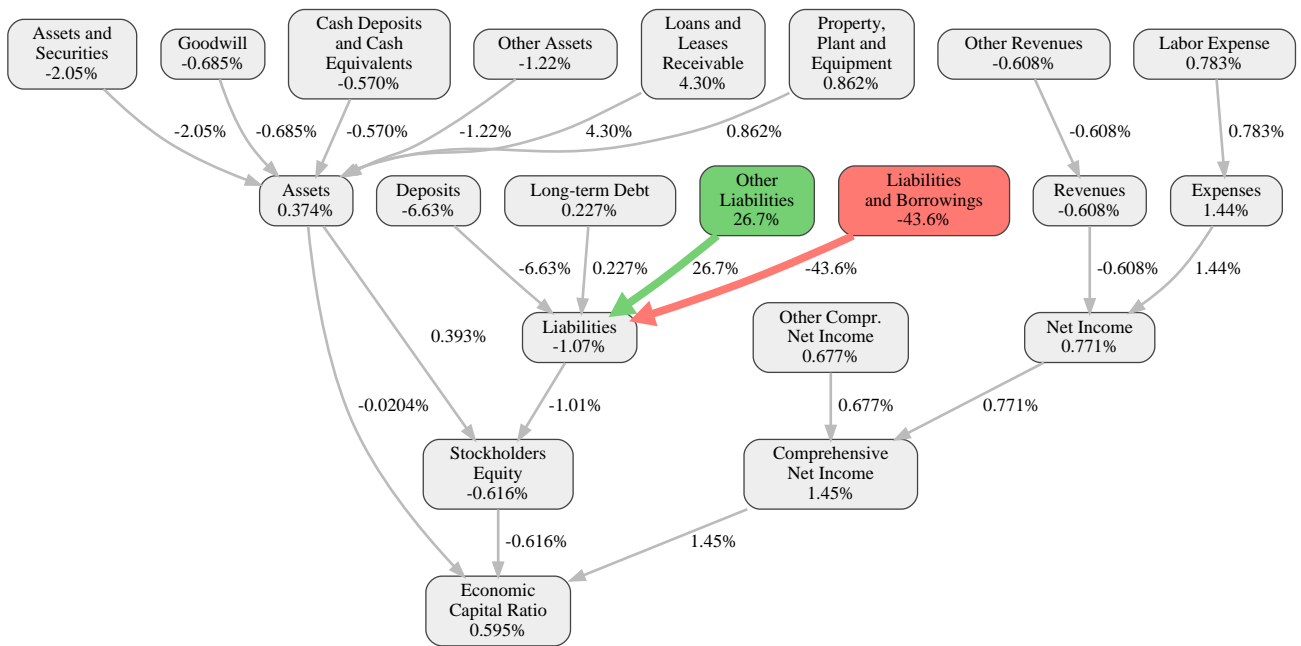 Assets and
Securities
-2.05%
Goodwill
-0.685%
Cash Deposits
and Cash
Equivalents
-0.570%
Other Assets
-1.22%
Loans and
Leases
Receivable
4.30%
Property,
Plant and
Equipment
0.862%
Other Revenues
-0.608%
Labor Expense
0.783%
-2.05%
-0.685%
-0.570%
-1.22%
4.30%
0.862%
-0.608%
0.783%
Assets
0.374%
Deposits
-6.63%
Long-term Debt
0.227%
Other
Liabilities
26.7%
Liabilities
and Borrowings
-43.6%
Revenues
-0.608%
Expenses
1.44%
-6.63%
0.227%
26.7%
-43.6%
-0.608%
1.44%
0.393%
Liabilities
-1.07%
Other Compr.
Net Income
0.677%
Net Income
0.771%
-0.0204%
-1.01%
0.677%
0.771%
Stockholders
Equity
-0.616%
Comprehensive
Net Income
1.45%
-0.616%
1.45%
Economic
Capital Ratio
0.595%